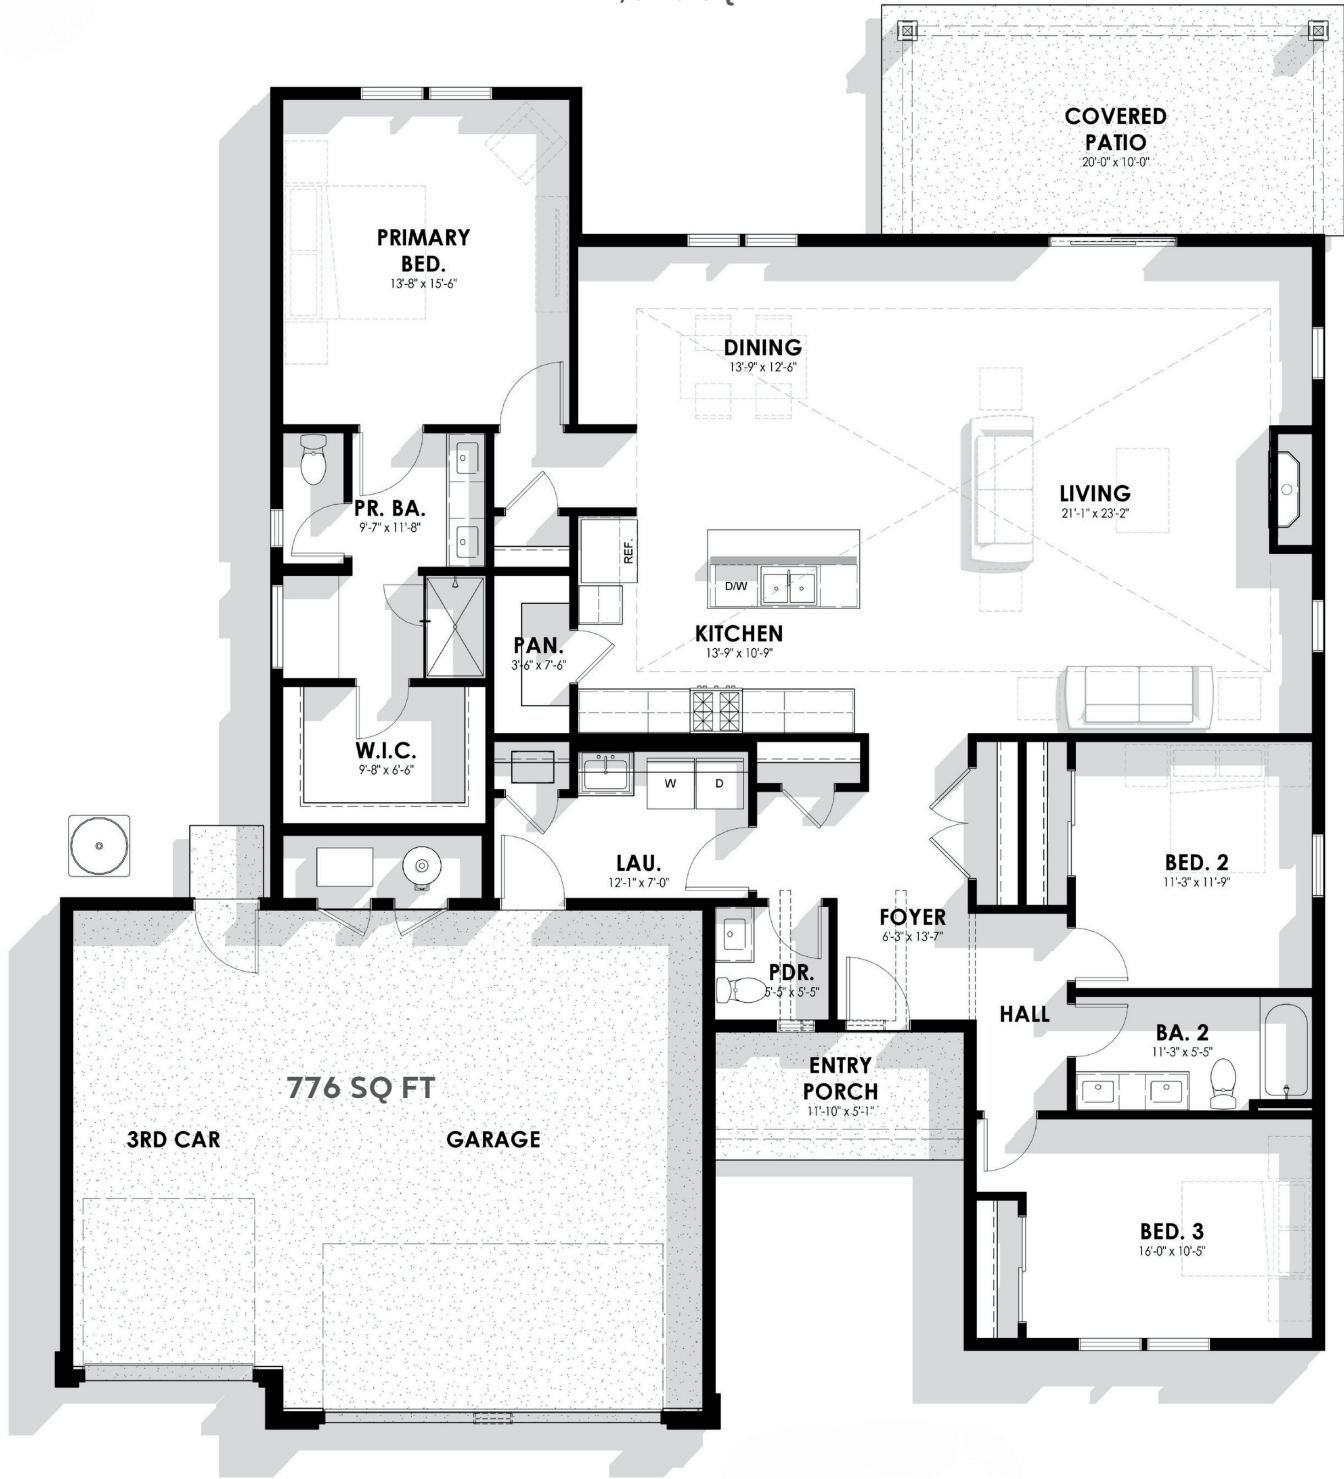 COVERED
PATIO
20'-0" x 10'-0"
PRIMARY
BED.
13'-8" x 15'-6"
DINING
13'-9" x 12'-6"
LIVING
21'-1" x 23'-2"
PR. BA.
9'-7" x 11'-8"
REF.
D/W
KITCHEN
13'-9" x 10'-9"
PAN.
3'-6" x 7'-6"
W.I.C.
9'-8" x 6'-6"
W
D
LAU.
12'-1" x 7'-0"
BED. 2
11'-3" x 11'-9"
FOYER
6'-3" x 13'-7"
PDR.
5'-5" x 5'-5"
HALL
BA. 2
11'-3" x 5'-5"
ENTRY
PORCH
11'-10" x 5'-1"
776 SQ FT
3RD CAR
GARAGE
BED. 3
16'-0" x 10'-5"